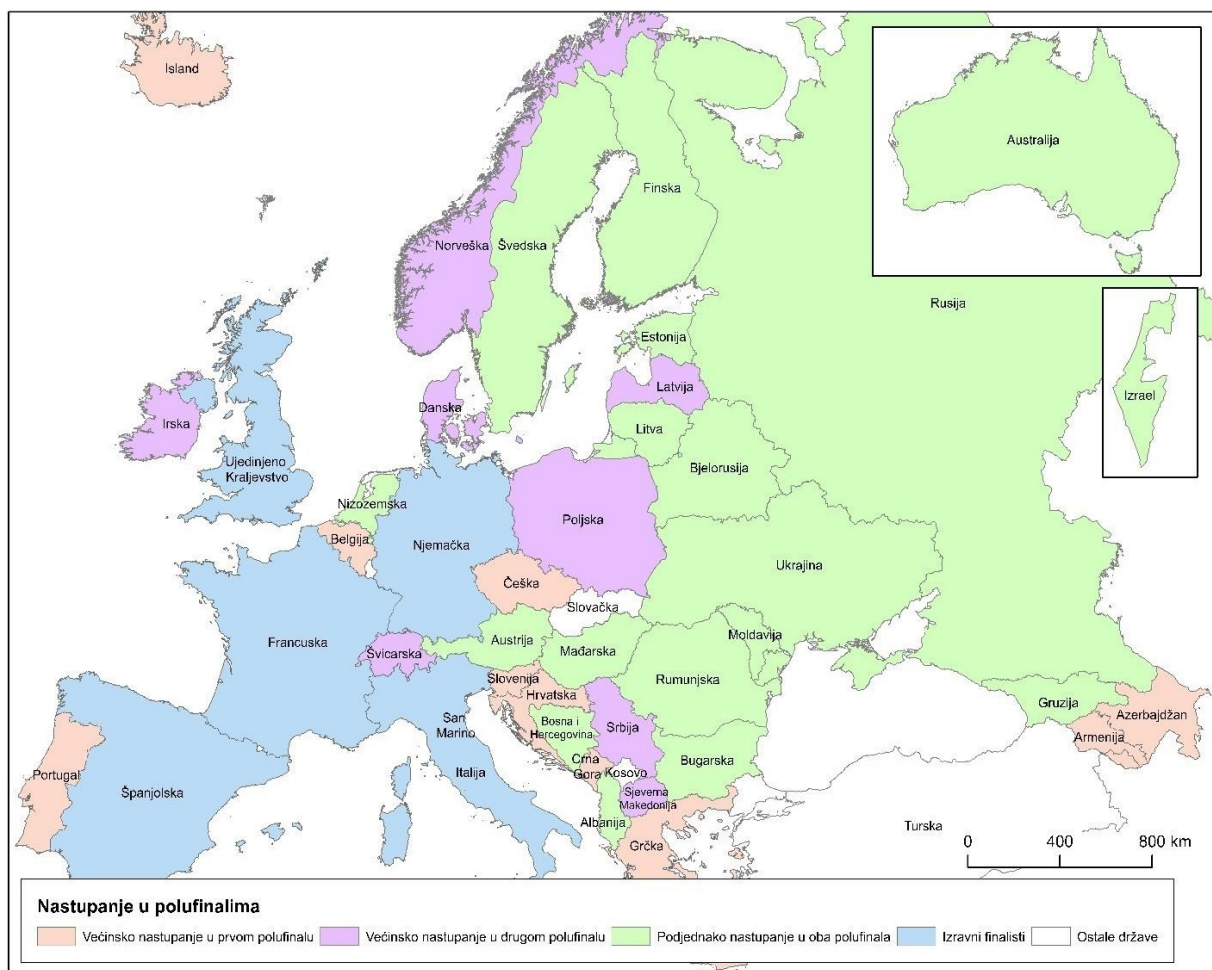 Island
Australija
Finska
Norveška
Švedska
Rusija
Estonija
Izrael
Latvija
Danska
Irska
Litva
Ujedinjeno
Kraljevstvo
Bjelorusija
Nizozemska
Poljska
Belgija
Njemačka
Ukrajina
Češka
Slovačka
Moldavija
Austrija
Francuska
Mađarska
Švicarska
Slovenija
Rumunjska
Hrvatska
Gruzija
Azerbajdžan
San
Marino
Bosna i
Hercegovina
Srbija
Armenija
Crna
Gora
Bugarska
Portugal
Kosovo
Italija
Španjolska
Sjeverna
Makedonija
Albanija
Turska
Grčka
0 400 800 km
Nastupanje u polufinalima
Većinsko nastupanje u prvom polufinalu
Većinsko nastupanje u drugom polufinalu
Podjednako nastupanje u oba polufinala
Izravni finalisti
Ostale države